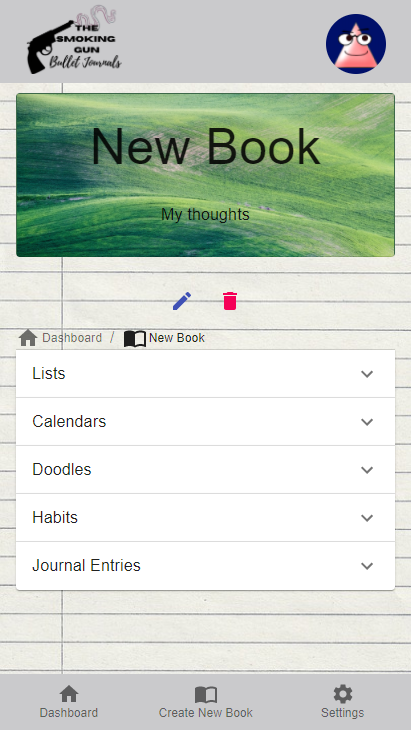 THE
SMOKING
GUN
Bullet Journals
New Book
My thoughts
Dashboard / New Book
Lists
Calendars
Doodles
Habits
Journal Entries
Dashboard Create New Book Settings